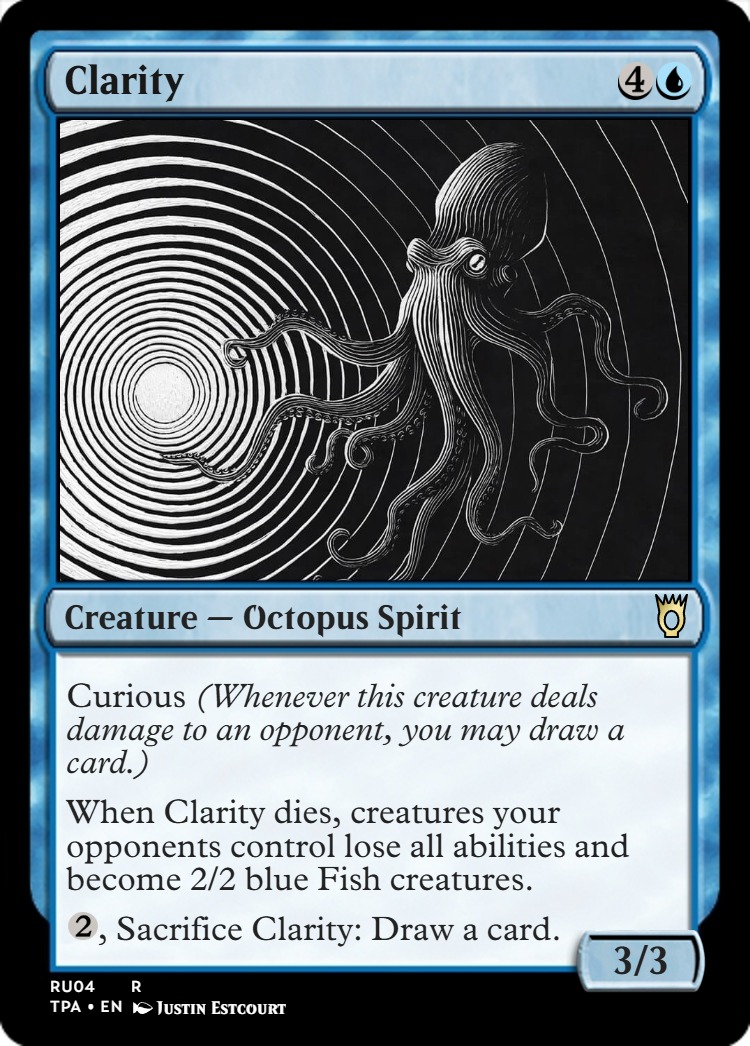 Clarity 4
Creature — Octopus Spirit
Curious (Whenever this creature deals
damage to an opponent, you may draw a
card.)
When Clarity dies, creatures your
opponents control lose all abilities and
become 2/2 blue Fish creatures.
2, Sacrifice Clarity: Draw a card.
3/3
RU04 R
TPA • EN Justin Estcourt